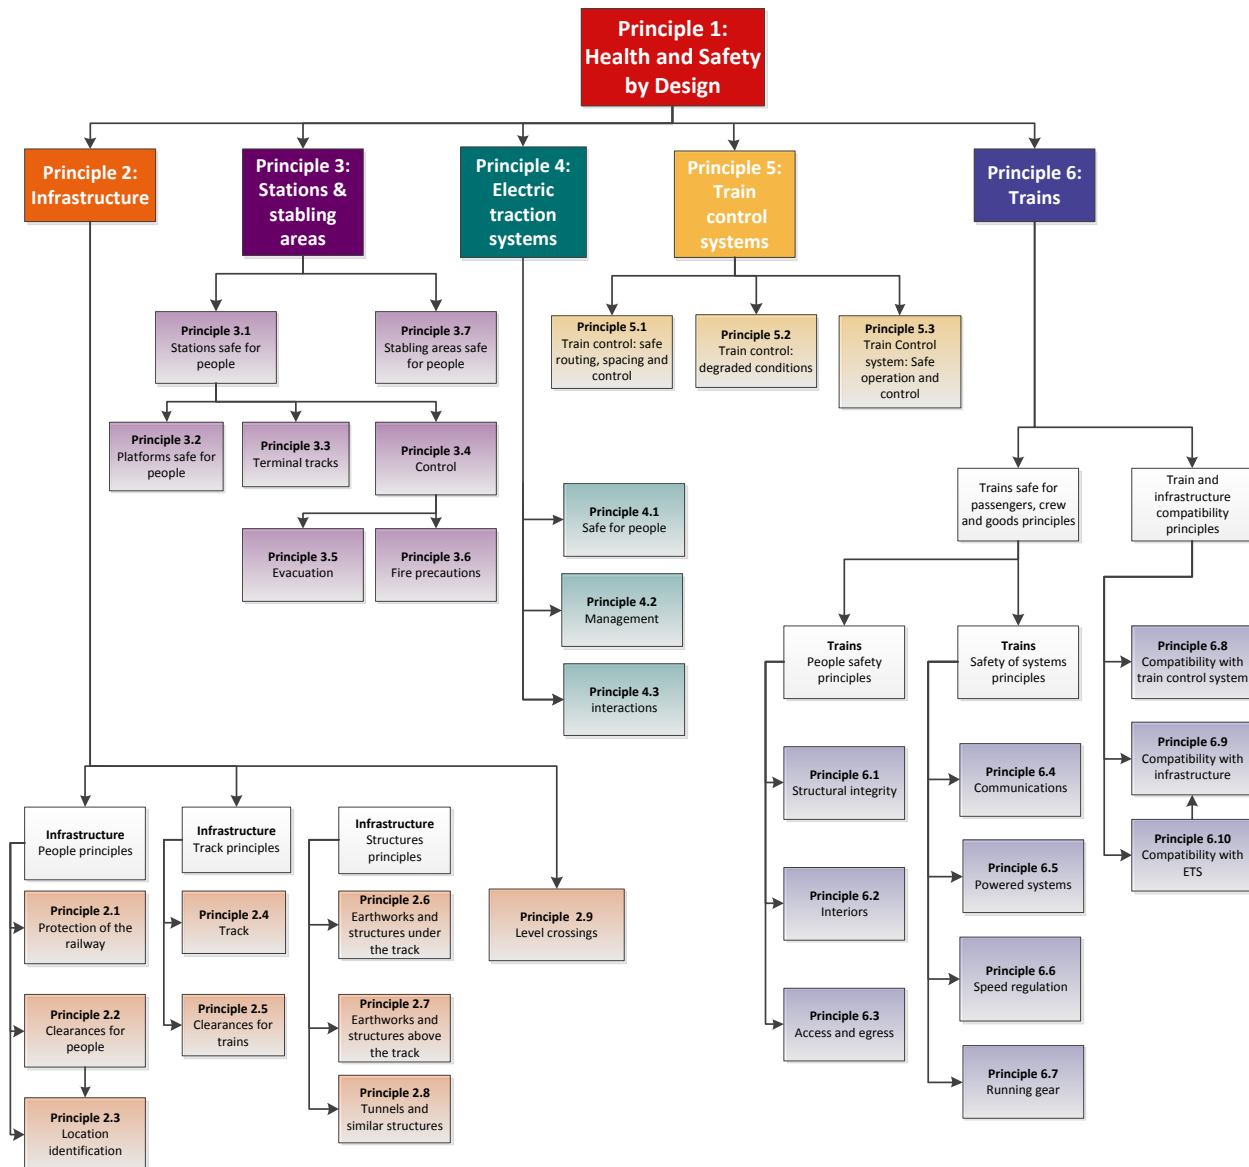 Principle 1:
Health and Safety
by Design
Principle 2:
Infrastructure
Principle 3:
Stations &
stabling
areas
Principle 4:
Electric
traction
systems
Principle 5:
Train
control
systems
Principle 6:
Trains
Principle 3.1
Stations safe for
people
Principle 3.7
Stabling areas safe
for people
Principle 5.1
Train control: safe
routing, spacing and
control
Principle 5.2
Train control:
degraded conditions
Principle 5.3
Train Control
system: Safe
operation and
control
Principle 3.2
Platforms safe for
people
Principle 3.3
Terminal tracks
Principle 3.4
Control
Principle 3.5
Evacuation
Principle 3.6
Fire precautions
Principle 4.1
Safe for people
Principle 4.2
Management
Principle 4.3
interactions
Trains safe for
passengers, crew
and goods principles
Train and
infrastructure
compatibility
principles
Trains
People safety
principles
Trains
Safety of systems
principles
Principle 6.8
Compatibility with
train control system
Principle 6.9
Compatibility with
infrastructure
Principle 6.10
Compatibility with
ETS
Principle 6.1
Structural integrity
Principle 6.2
Interiors
Principle 6.3
Access and egress
Principle 6.4
Communications
Principle 6.5
Powered systems
Principle 6.6
Speed regulation
Principle 6.7
Running gear
Infrastructure
People principles
Infrastructure
Track principles
Infrastructure
Structures
principles
Principle 2.1
Protection of the
railway
Principle 2.2
Clearances for
people
Principle 2.3
Location
identification
Principle 2.4
Track
Principle 2.5
Clearances for
trains
Principle 2.6
Earthworks and
structures under
the track
Principle 2.7
Earthworks and
structures above
the track
Principle 2.8
Tunnels and
similar structures
Principle 2.9
Level crossings